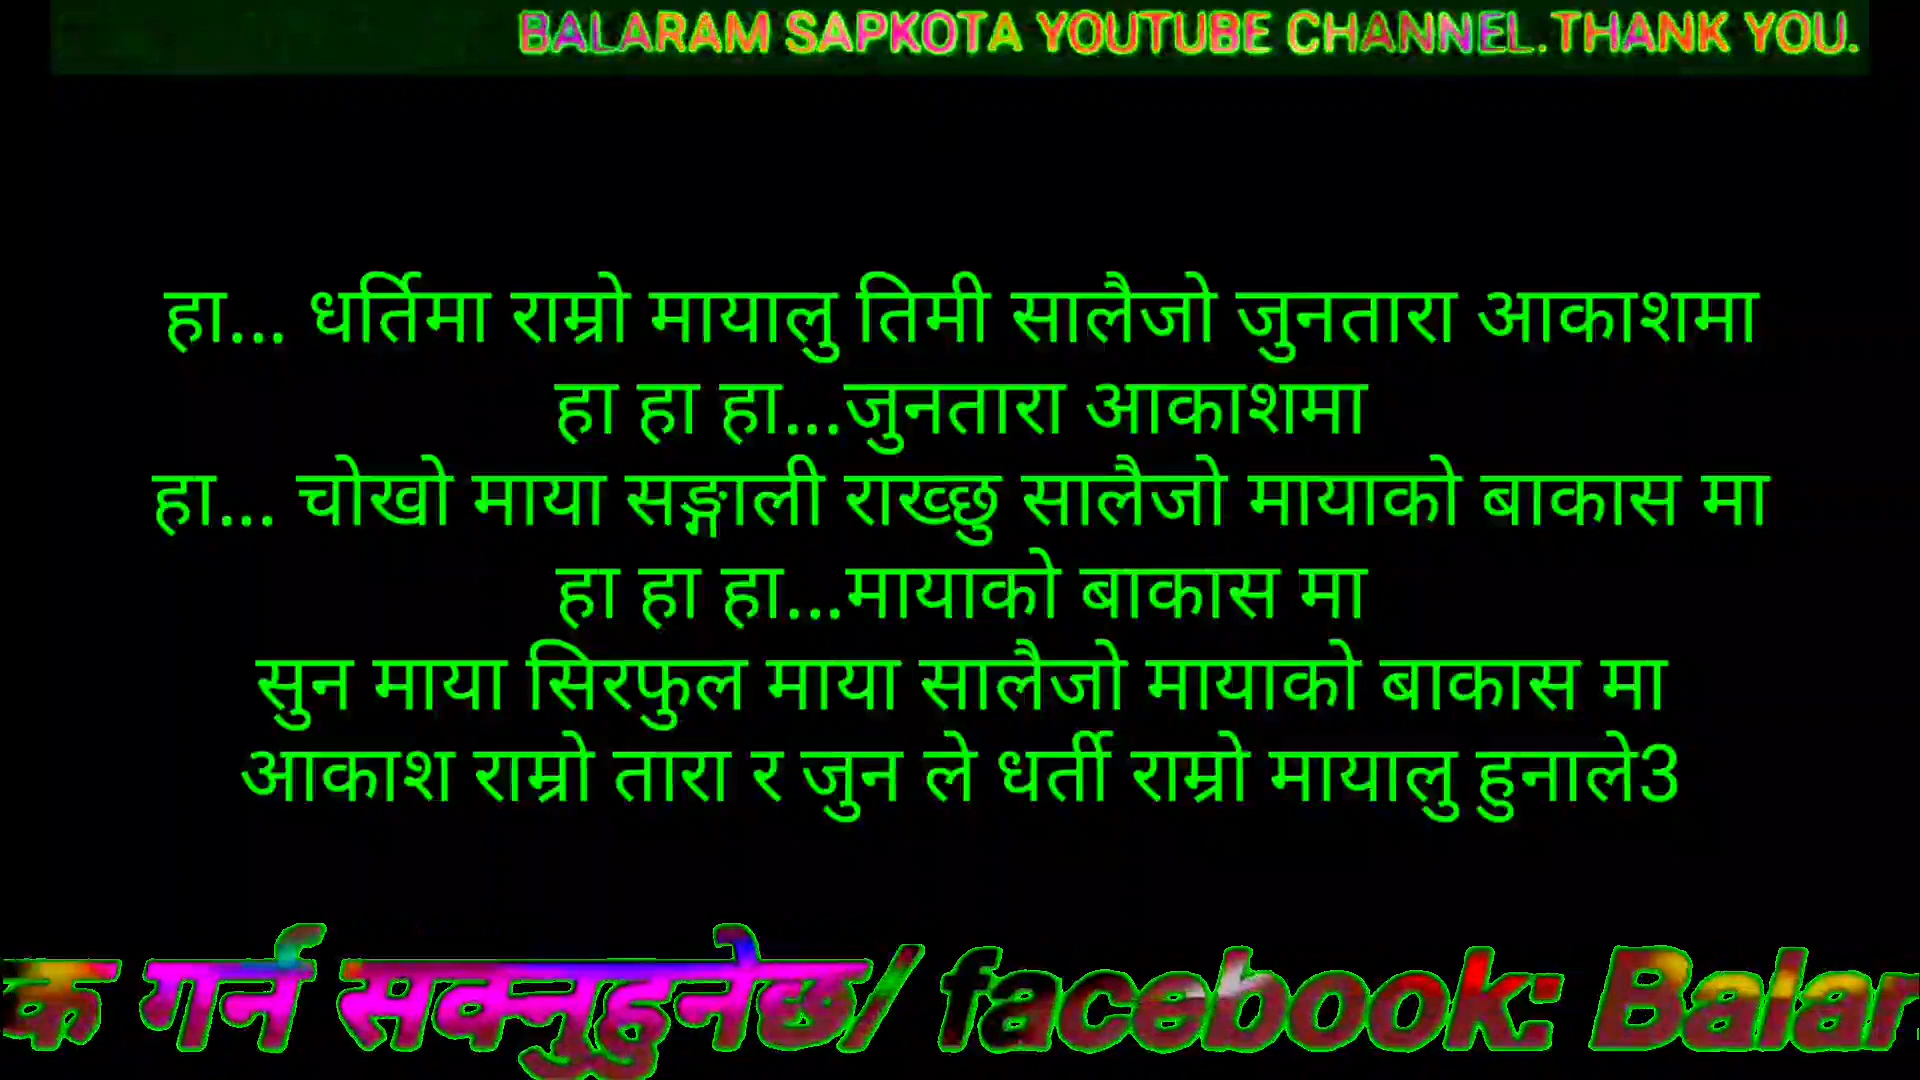 BALARAM SAPKOTA YOUTUBE CHANNEL.THANK YOU.
हा... धर्तिमा राम्रो मायालु तिमी सालैजो जुनतारा आकाशमा
हा हा हा...जुनतारा आकाशमा
हा... चोखो माया सङ्गाली राख्छु सालैजो मायाको बाकास मा
हा हा हा...मायाको बाकास मा
सुन माया सिरफुल माया सालैजो मायाको बाकास मा
आकाश राम्रो तारा र जुन ले धर्ती राम्रो मायालु हुनाले3
क गर्न सक्नुहुनेछ/ facebook: Balar